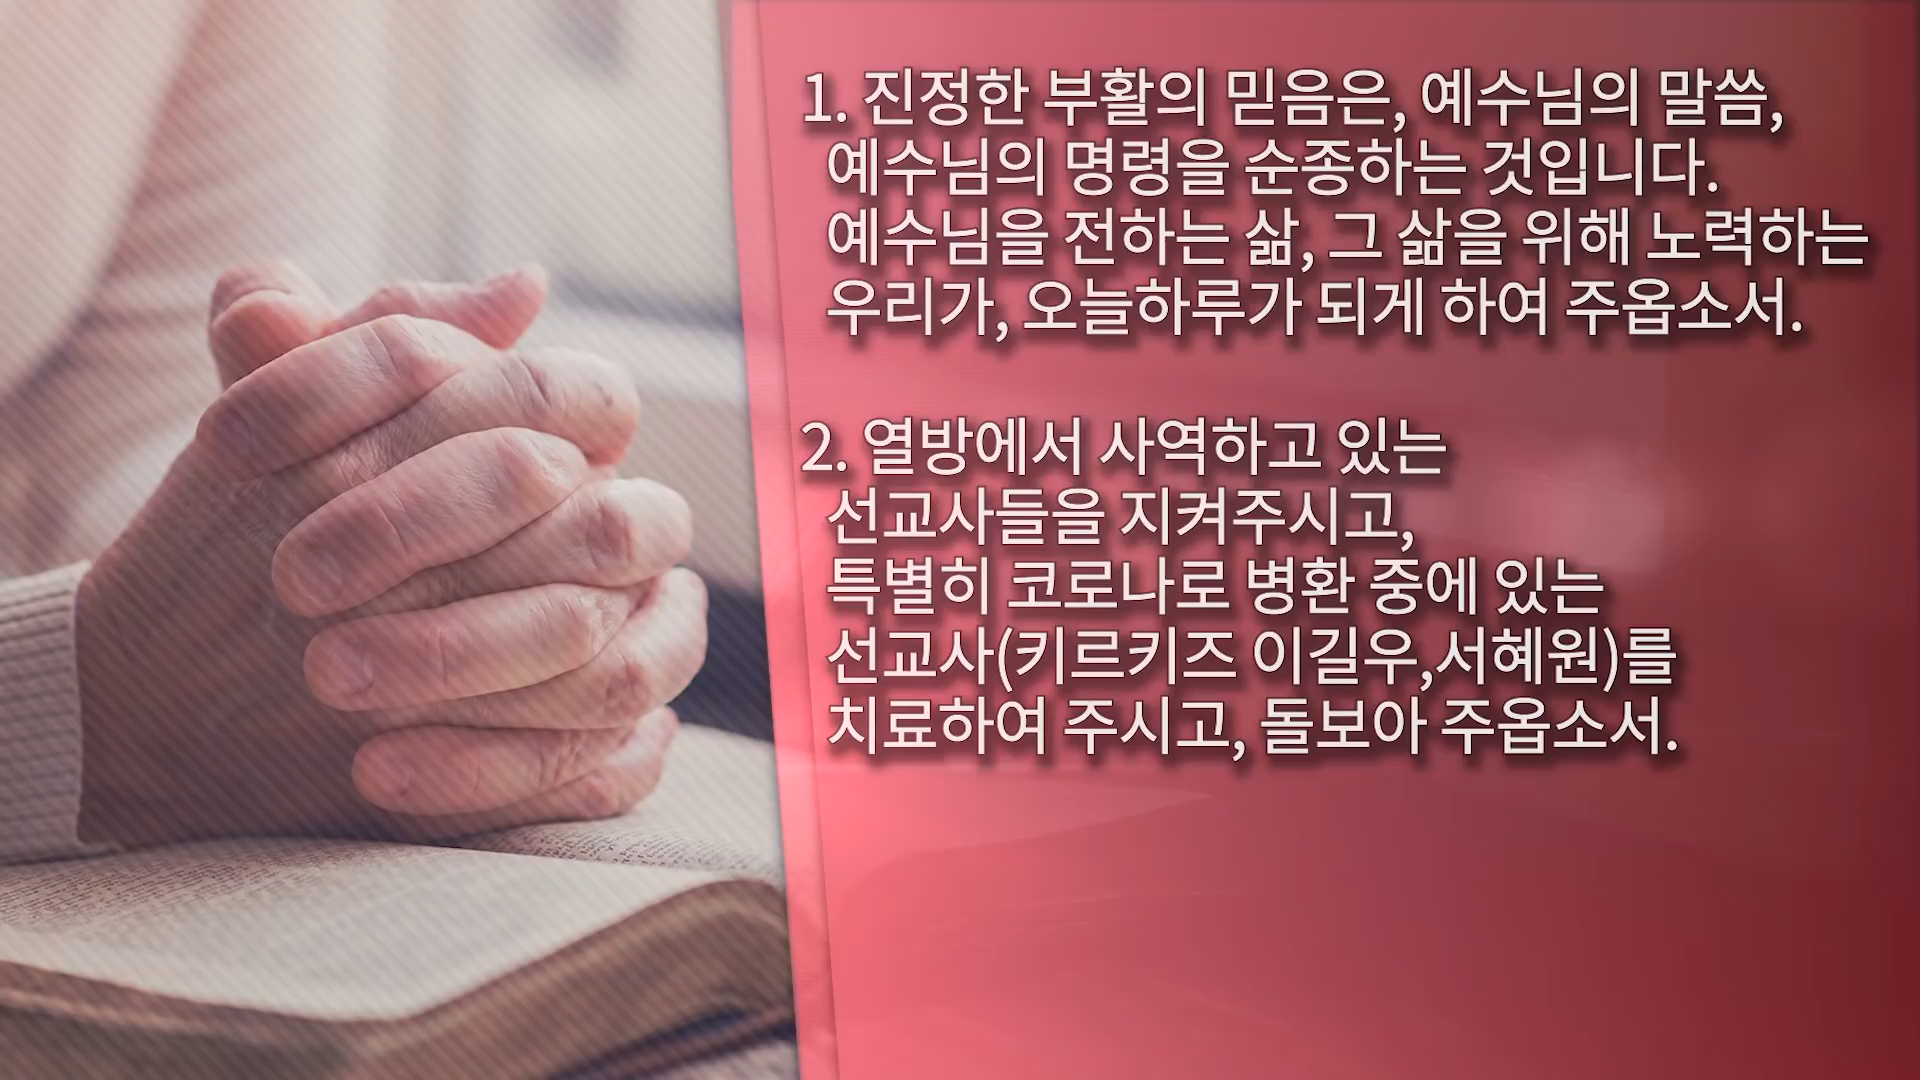 1. 진정한 부활의 믿음은, 예수님의 말씀,
예수님의 명령을 순종하는 것입니다.
예수님을 전하는 삶, 그 삶을 위해 노력하는
우리가, 오늘하루가 되게 하여 주옵소서.
2. 열방에서 사역하고 있는
선교사들을 지켜주시고,
특별히 코로나로 병환 중에 있는
선교사(키르키즈 이길우,서혜원)를
치료하여 주시고, 돌보아 주옵소서.